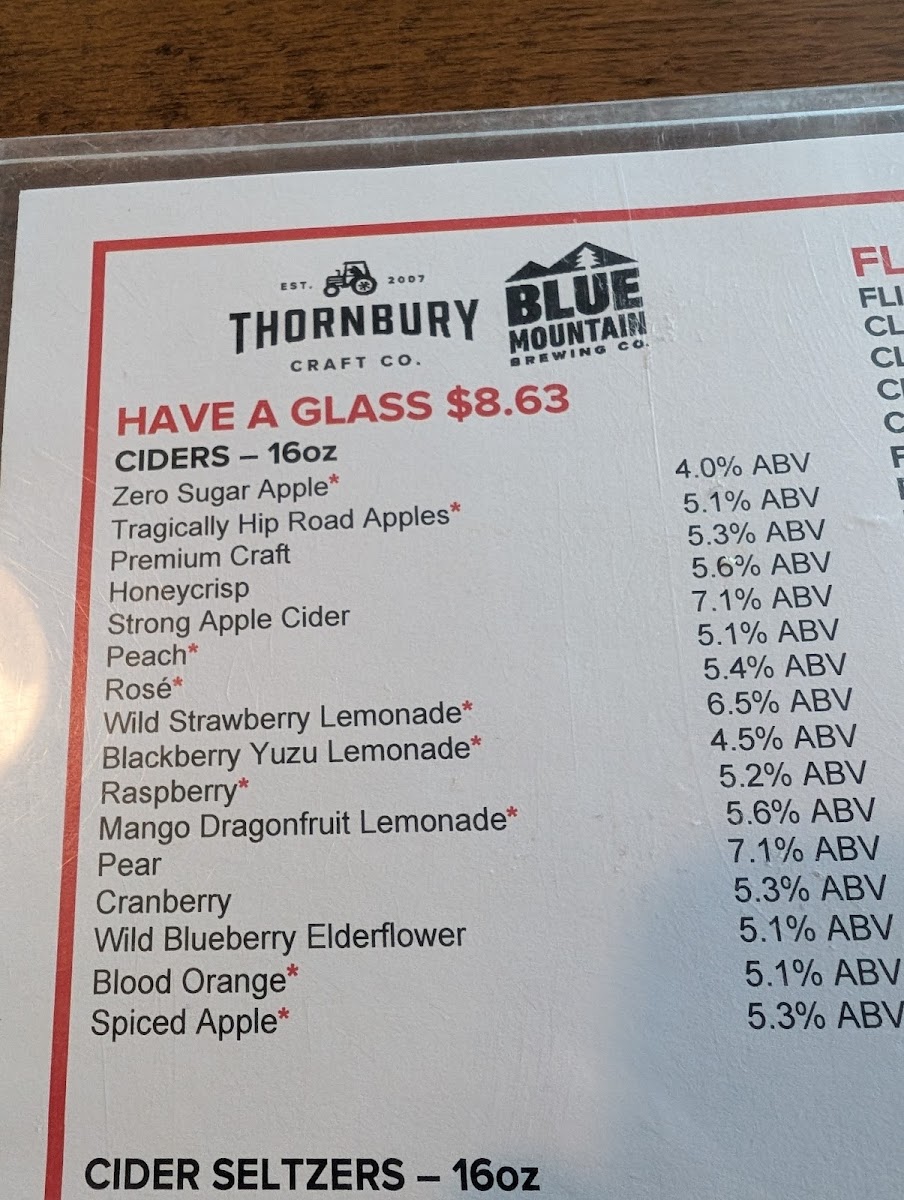 EST. 2007
THORNBURY
CRAFT CO.
BLUE
MOUNTAIN
BREWING CO.
HAVE A GLASS $8.63
CIDERS – 16oz
Zero Sugar Apple* 4.0% ABV
Tragically Hip Road Apples* 5.1% ABV
Premium Craft 5.3% ABV
Honeycrisp 5.6% ABV
Strong Apple Cider 7.1% ABV
Peach* 5.1% ABV
Rosé* 5.4% ABV
Wild Strawberry Lemonade* 6.5% ABV
Blackberry Yuzu Lemonade* 4.5% ABV
Raspberry* 5.2% ABV
Mango Dragonfruit Lemonade* 5.6% ABV
Pear 7.1% ABV
Cranberry 5.3% ABV
Wild Blueberry Elderflower 5.1% ABV
Blood Orange* 5.1% ABV
Spiced Apple* 5.3% ABV
CIDER SELTZERS – 16oz
FL
FLI
CL
CL